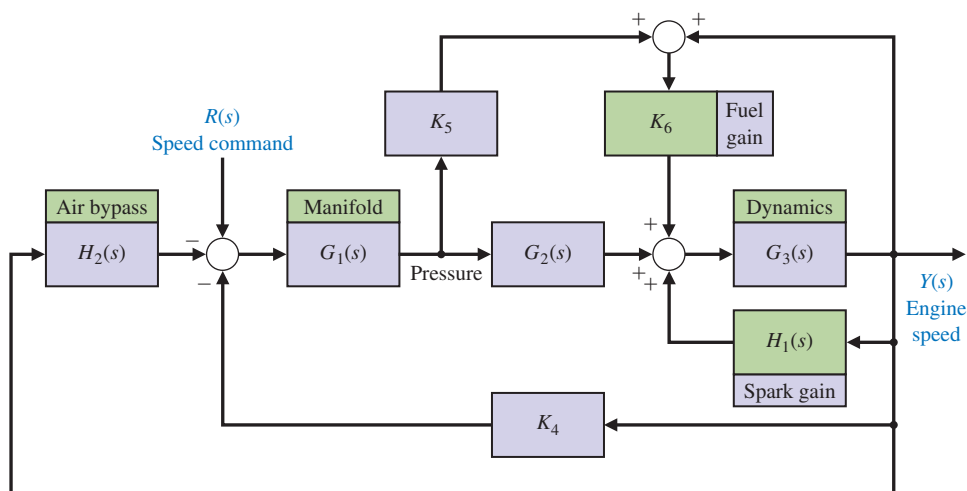 +
+
K5
K6
Fuel
gain
R(s)
Speed command
Air bypass
H2(s)
−
−
Manifold
G1(s)
Pressure
G2(s)
+
+
+
Dynamics
G3(s)
Y(s)
Engine
speed
H1(s)
Spark gain
K4